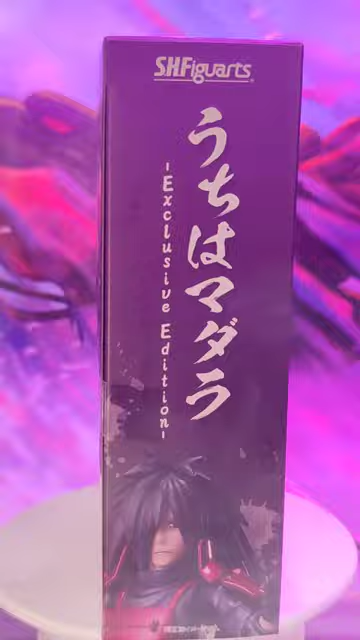 S.H.Figuarts
うちはマダラ
-Exclusive Edition-